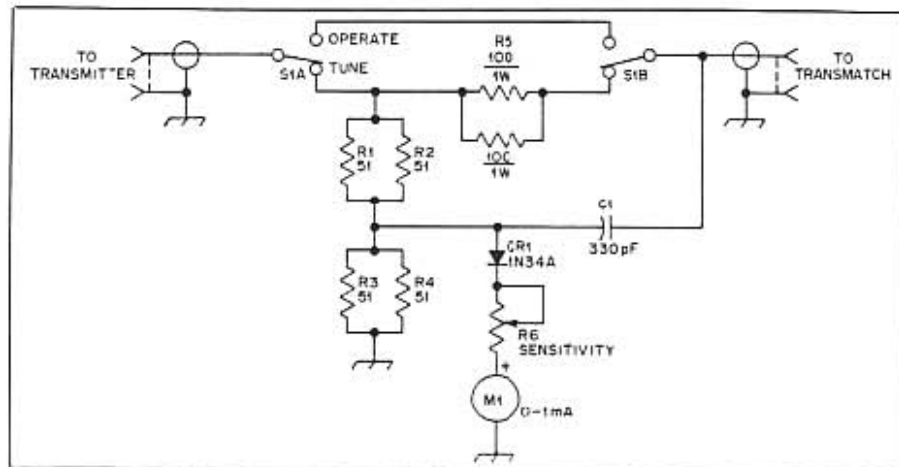 TO
TRANSMITTER
OPERATE
S1A
TUNE
R5
100
1W
100
1W
S1B
TO
TRANSMATCH
R1
51
R2
51
R3
51
R4
51
C1
330pF
CR1
1N34A
R6
SENSITIVITY
+
M1
0-1mA